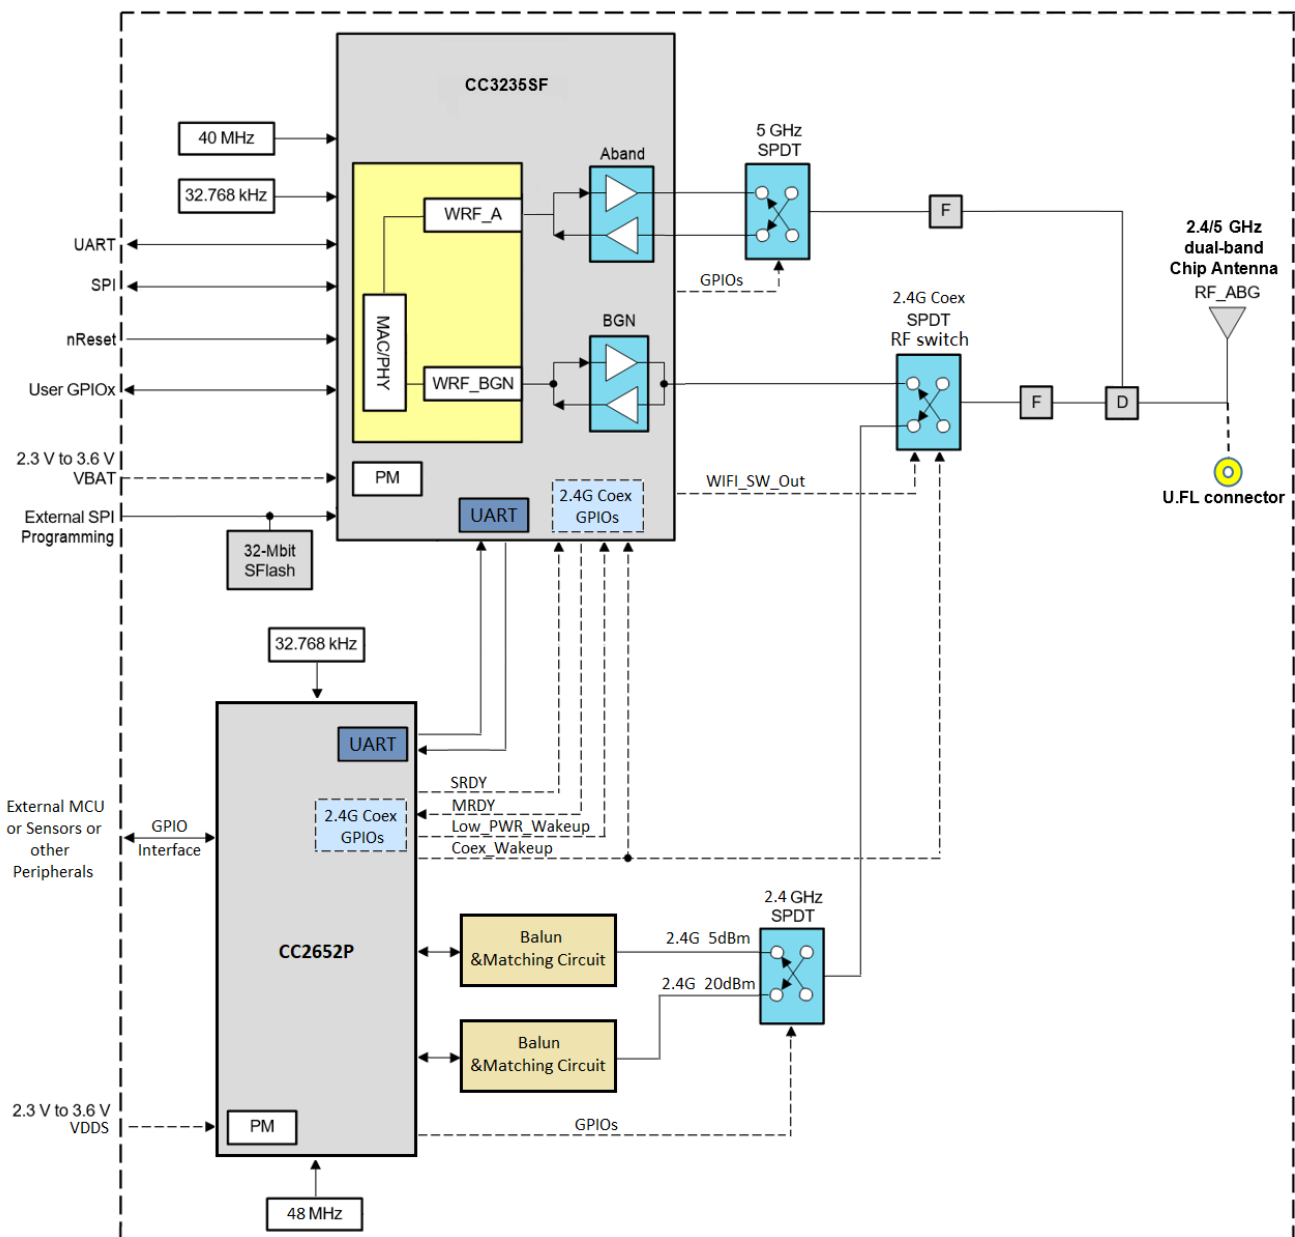 CC3235SF
40 MHz
32.768 kHz
UART
SPI
nReset
User GPIOx
2.3 V to 3.6 V
VBAT
External SPI
Programming
32-Mbit
SFlash
WRF_A
MAC/PHY
WRF_BGN
PM
UART
2.4G Coex
GPIOs
Aband
BGN
5 GHz
SPDT
GPIOs
F
2.4G Coex
SPDT
RF switch
WIFI_SW_Out
F
D
2.4/5 GHz
dual-band
Chip Antenna
RF_ABG
U.FL connector
32.768 kHz
UART
2.4G Coex
GPIOs
SRDY
MRDY
Low_PWR_Wakeup
Coex_Wakeup
External MCU
or Sensors or
other
Peripherals
GPIO
Interface
CC2652P
Balun
&Matching Circuit
Balun
&Matching Circuit
2.4G 5dBm
2.4G 20dBm
2.4 GHz
SPDT
GPIOs
2.3 V to 3.6 V
VDDS
PM
48 MHz